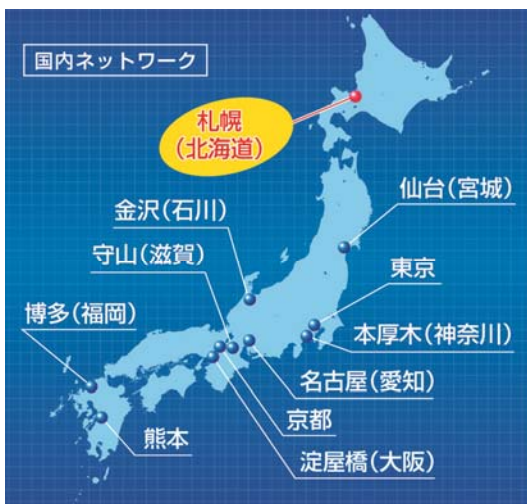 国内ネットワーク
札幌
(北海道)
仙台(宮城)
金沢(石川)
守山(滋賀)
東京
博多(福岡)
本厚木(神奈川)
名古屋(愛知)
京都
熊本
淀屋橋(大阪)